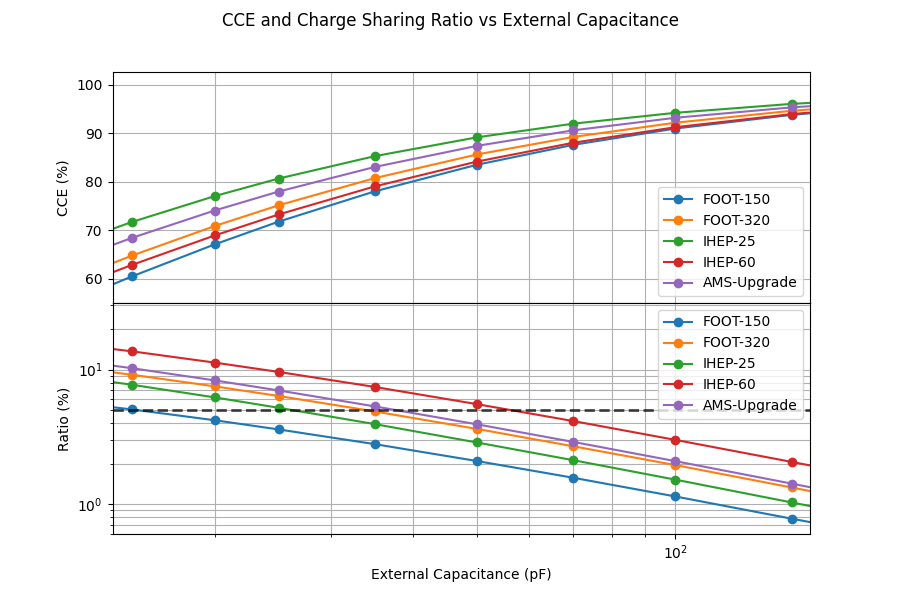 CCE and Charge Sharing Ratio vs External Capacitance
100
90
80
70
60
CCE (%)
FOOT-150
FOOT-320
IHEP-25
IHEP-60
AMS-Upgrade
10¹
10⁰
Ratio (%)
FOOT-150
FOOT-320
IHEP-25
IHEP-60
AMS-Upgrade
10²
External Capacitance (pF)